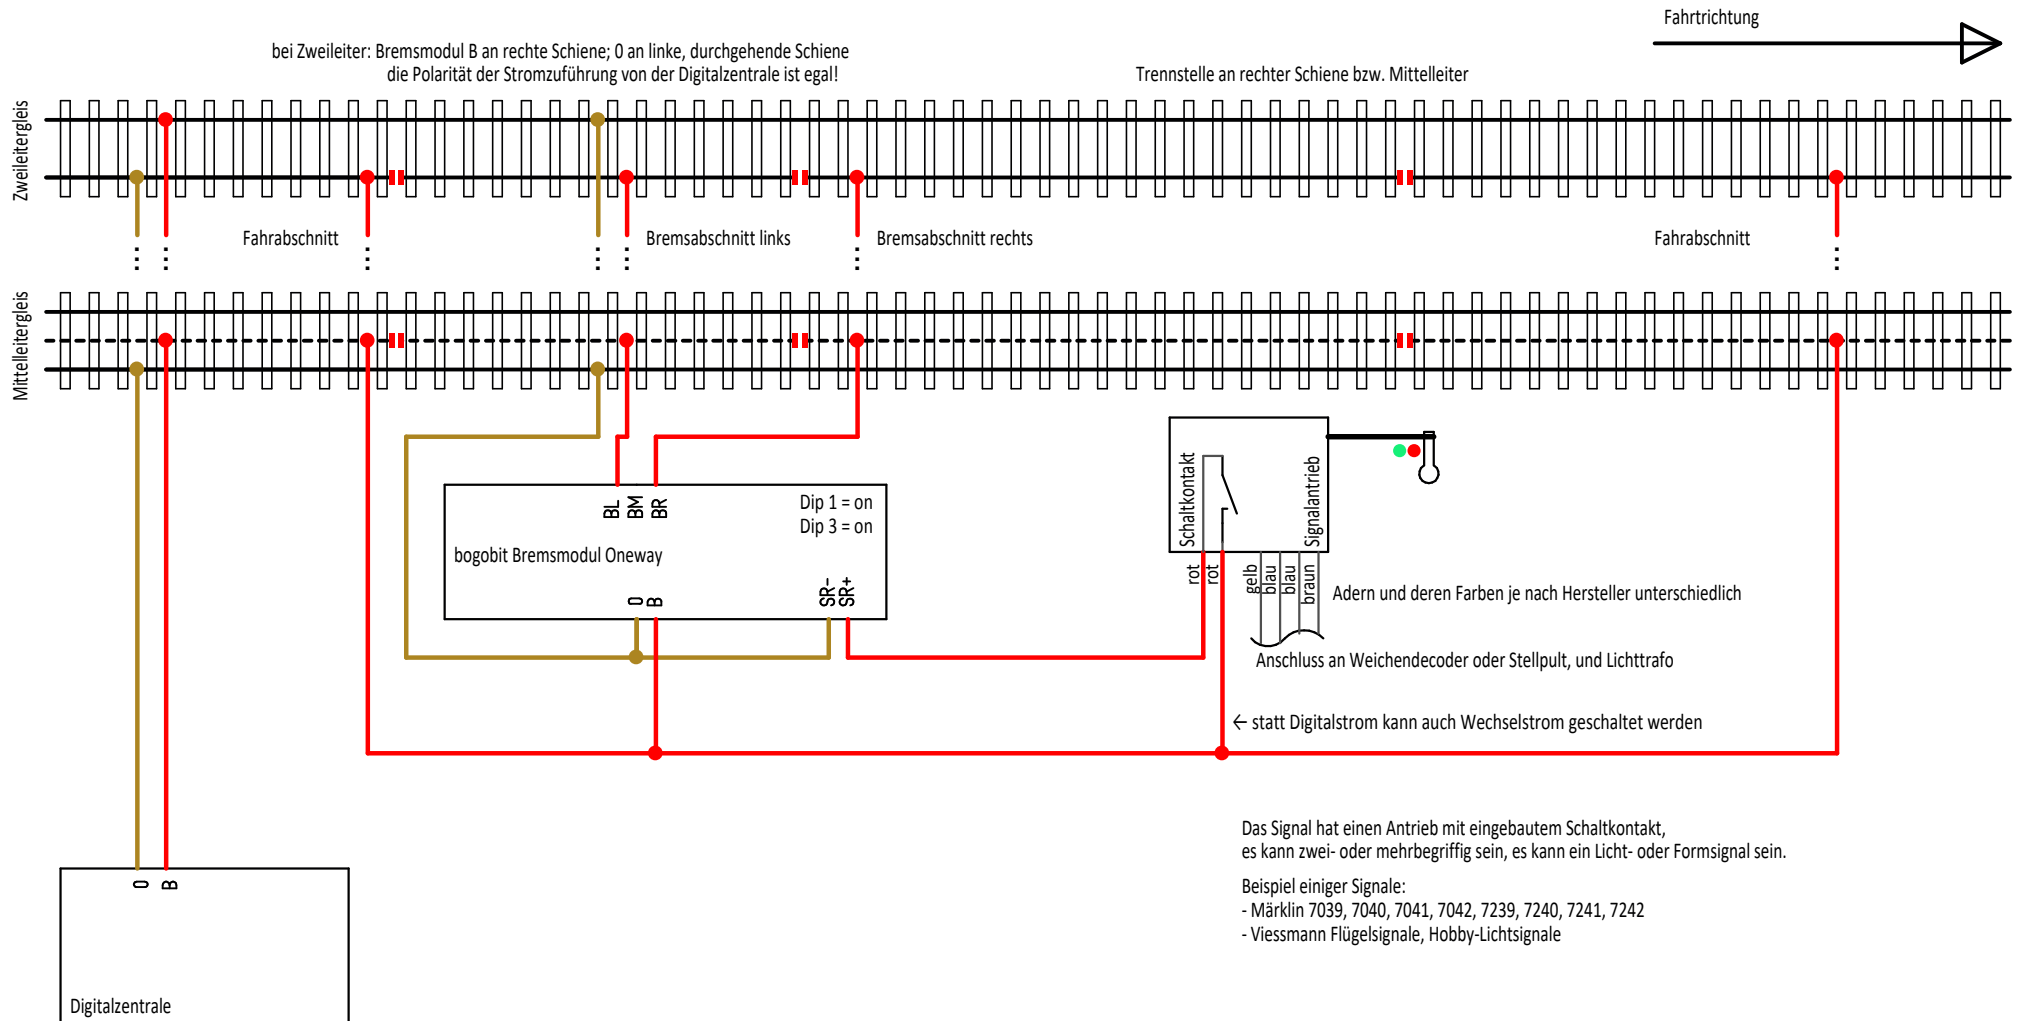 Fahrtrichtung
bei Zweileiter: Bremsmodul B an rechte Schiene; 0 an linke, durchgehende Schiene
die Polarität der Stromzuführung von der Digitalzentrale ist egal!
Trennstelle an rechter Schiene bzw. Mittelleiter
Zweileitergleis
Fahrabschnitt
Bremsabschnitt links
Bremsabschnitt rechts
Fahrabschnitt
Mittelleitergleis
BL
BM
BR
Dip 1 = on
Dip 3 = on
bogobit Bremsmodul Oneway
0
B
SR-
SR+
Schaltkontakt
Signalantrieb
rot
rot
gelb
blau
blau
braun
Adern und deren Farben je nach Hersteller unterschiedlich
Anschluss an Weichendecoder oder Stellpult, und Lichttrafo
← statt Digitalstrom kann auch Wechselstrom geschaltet werden
Das Signal hat einen Antrieb mit eingebautem Schaltkontakt,
es kann zwei- oder mehrbegriffig sein, es kann ein Licht- oder Formsignal sein.
Beispiel einiger Signale:
- Märklin 7039, 7040, 7041, 7042, 7239, 7240, 7241, 7242
- Viessmann Flügelsignale, Hobby-Lichtsignale
0
B
Digitalzentrale